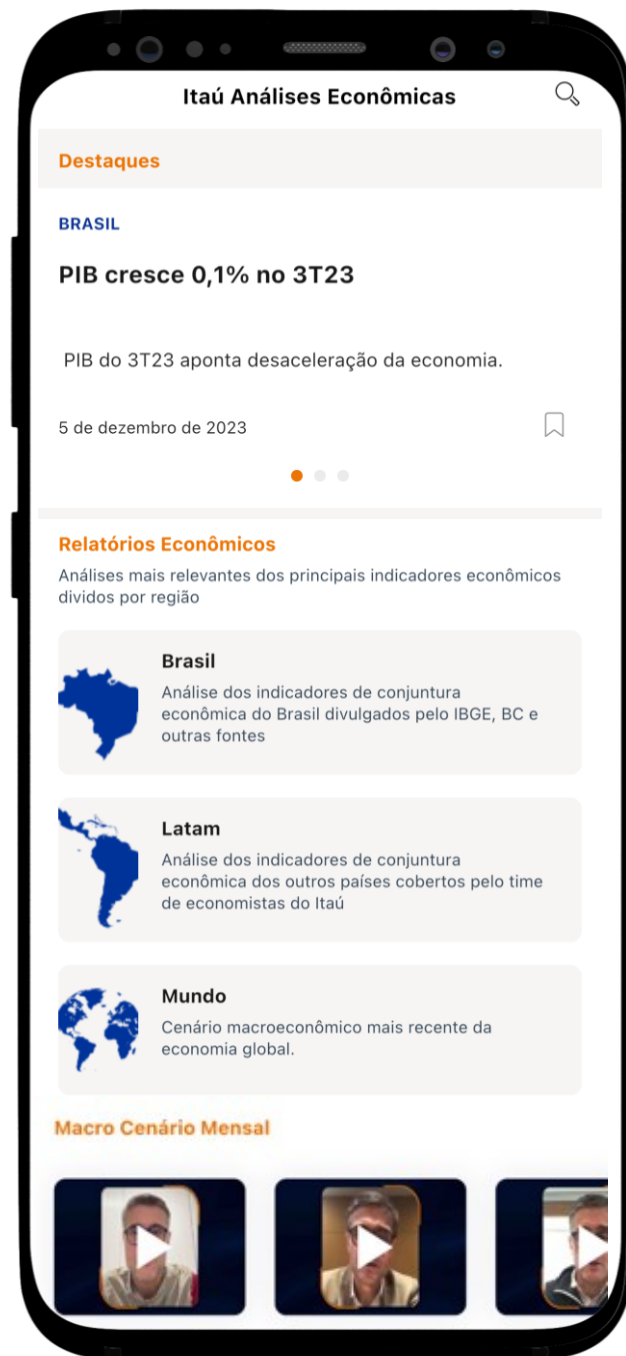 Itaú Análises Econômicas
Destaques
BRASIL
PIB cresce 0,1% no 3T23
PIB do 3T23 aponta desaceleração da economia.
5 de dezembro de 2023
Relatórios Econômicos
Análises mais relevantes dos principais indicadores econômicos
dividos por região
Brasil
Análise dos indicadores de conjuntura
econômica do Brasil divulgados pelo IBGE, BC e
outras fontes
Latam
Análise dos indicadores de conjuntura
econômica dos outros países cobertos pelo time
de economistas do Itaú
Mundo
Cenário macroeconômico mais recente da
economia global.
Macro Cenário Mensal